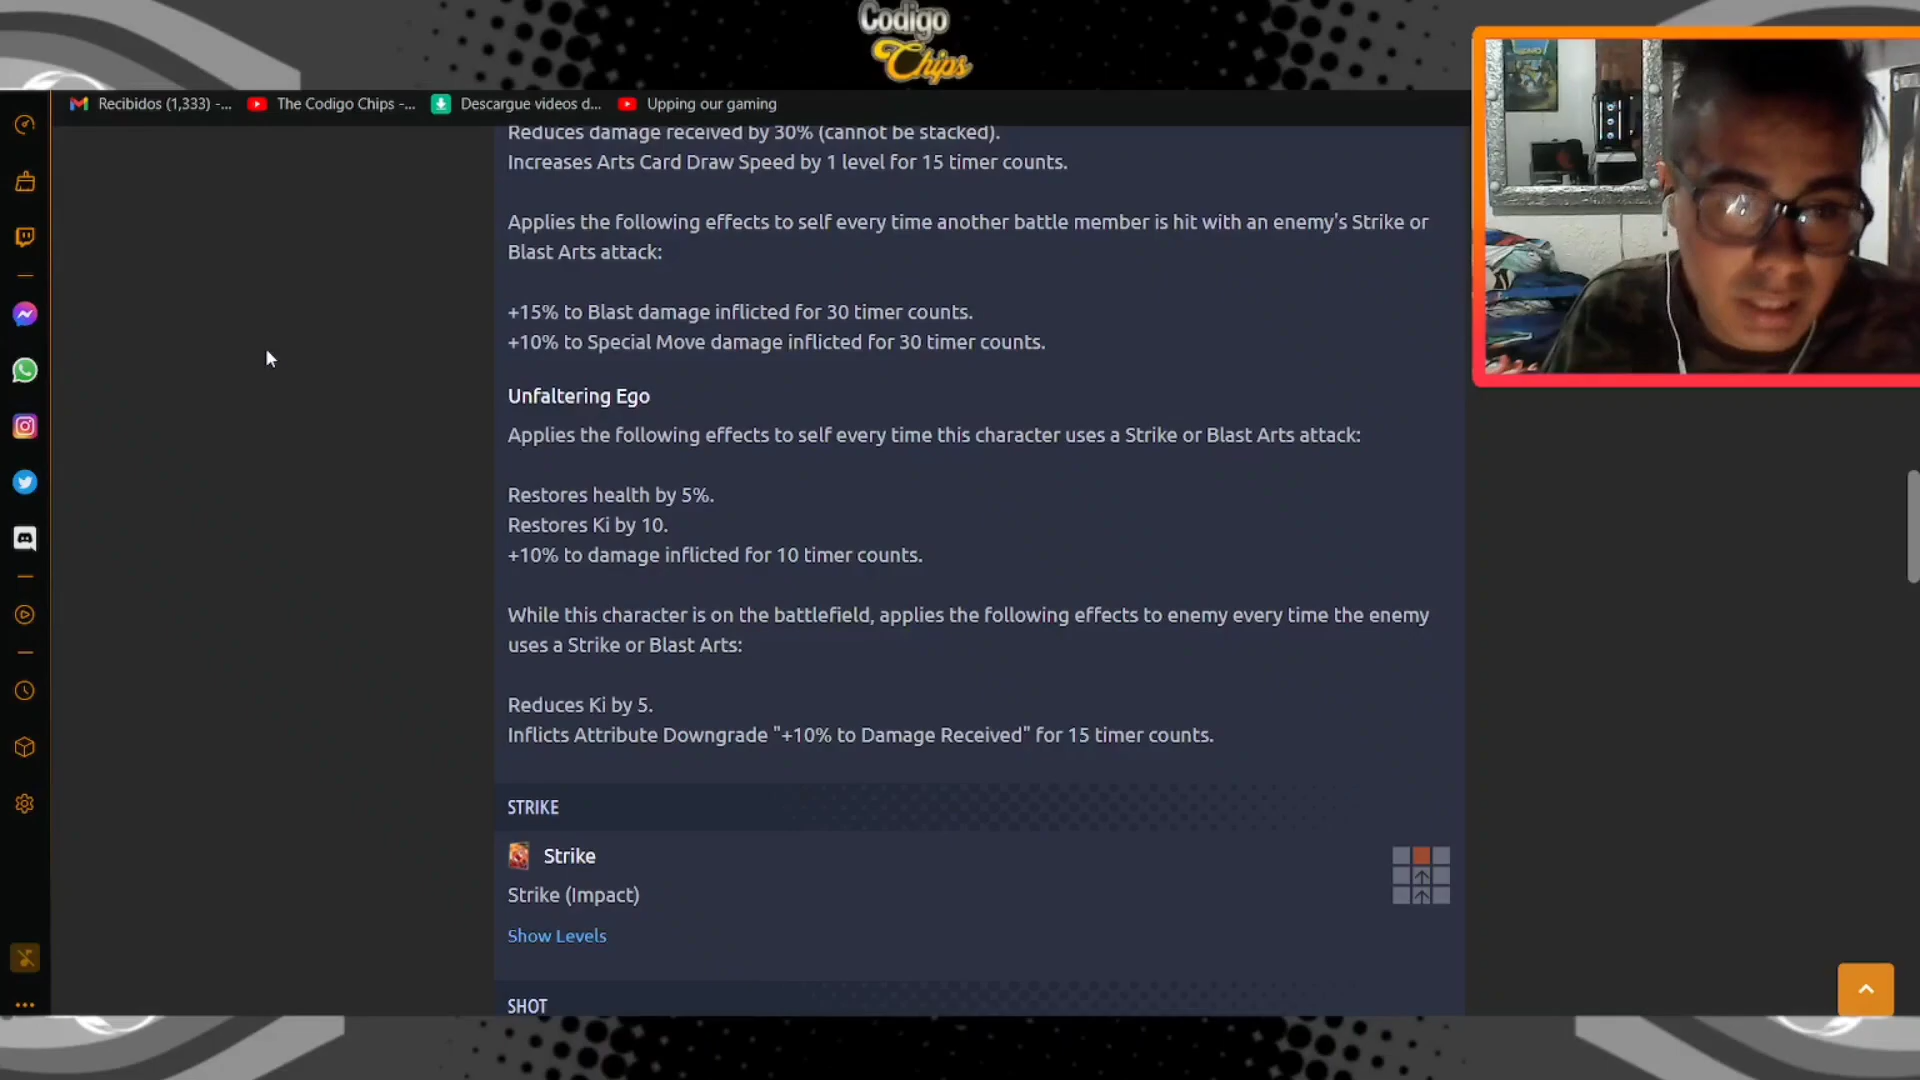 Codigo
Chips
Recibidos (1,333) -...
The Codigo Chips -...
Descargue videos d...
Upping our gaming
Reduces damage received by 30% (cannot be stacked).
Increases Arts Card Draw Speed by 1 level for 15 timer counts.
Applies the following effects to self every time another battle member is hit with an enemy's Strike or
Blast Arts attack:
+15% to Blast damage inflicted for 30 timer counts.
+10% to Special Move damage inflicted for 30 timer counts.
Unfaltering Ego
Applies the following effects to self every time this character uses a Strike or Blast Arts attack:
Restores health by 5%.
Restores Ki by 10.
+10% to damage inflicted for 10 timer counts.
While this character is on the battlefield, applies the following effects to enemy every time the enemy
uses a Strike or Blast Arts:
Reduces Ki by 5.
Inflicts Attribute Downgrade "+10% to Damage Received" for 15 timer counts.
STRIKE
Strike
Strike (Impact)
Show Levels
SHOT